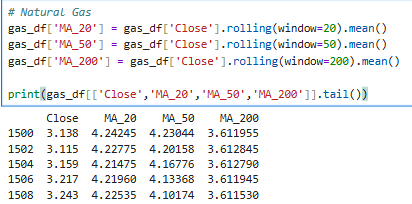 # Natural Gas
gas_df['MA_20'] = gas_df['Close'].rolling(window=20).mean()
gas_df['MA_50'] = gas_df['Close'].rolling(window=50).mean()
gas_df['MA_200'] = gas_df['Close'].rolling(window=200).mean()
print(gas_df[['Close','MA_20','MA_50','MA_200']].tail())
Close MA_20 MA_50 MA_200
1500 3.138 4.24245 4.23044 3.611955
1502 3.115 4.22775 4.20158 3.612845
1504 3.159 4.21475 4.16776 3.612790
1506 3.217 4.21960 4.13368 3.611945
1508 3.243 4.22535 4.10174 3.611530